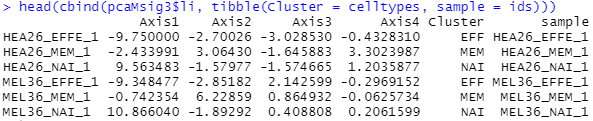 > head(cbind(pcaMsig3$li, tibble(Cluster = celltypes, sample = ids)))
Axis1 Axis2 Axis3 Axis4 Cluster sample
HEA26_EFFE_1 -9.750000 -2.70026 -3.028530 -0.4328310 EFF HEA26_EFFE_1
HEA26_MEM_1 -2.433991 3.06430 -1.645883 3.3023987 MEM HEA26_MEM_1
HEA26_NAI_1 9.563483 -1.57977 -1.574665 1.2035877 NAI HEA26_NAI_1
MEL36_EFFE_1 -9.348477 -2.85182 2.142599 -0.2969152 EFF MEL36_EFFE_1
MEL36_MEM_1 -0.742354 6.22859 0.864932 -0.0625734 MEM MEL36_MEM_1
MEL36_NAI_1 10.866040 -1.89292 0.408808 0.2061599 NAI MEL36_NAI_1